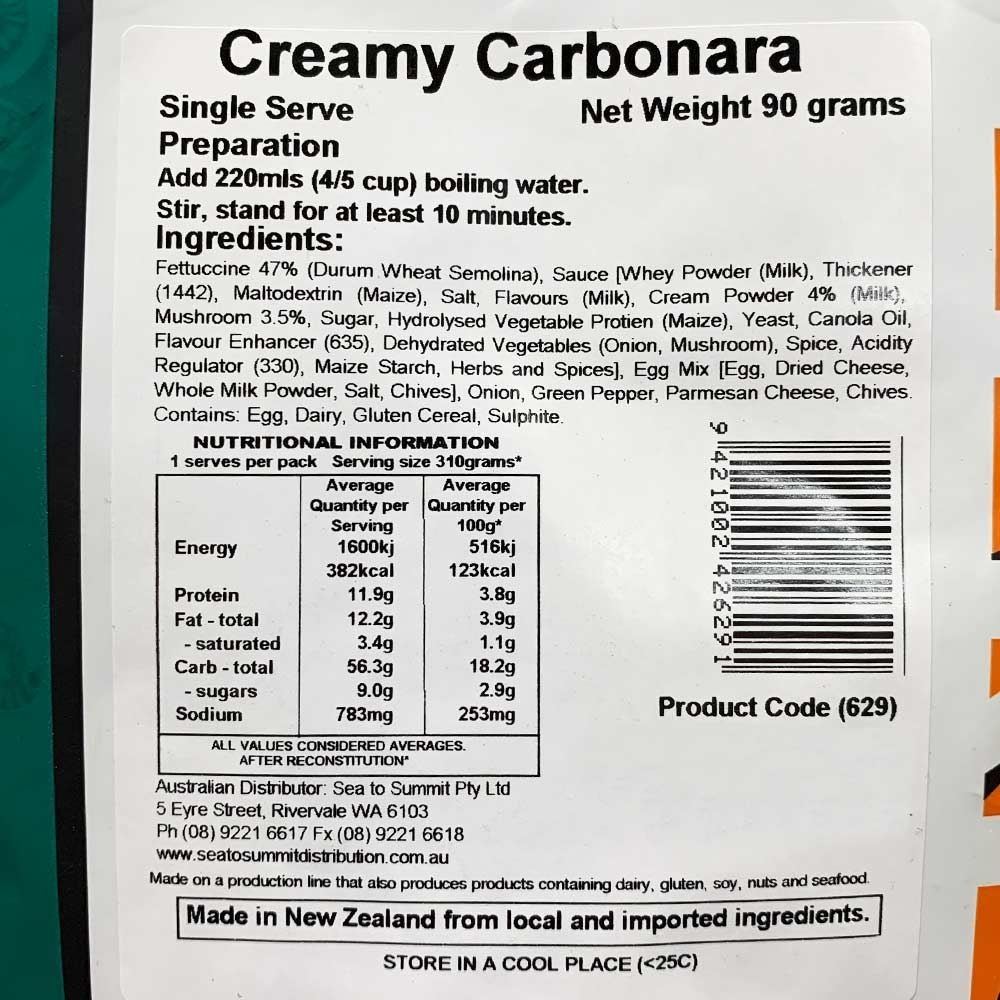 Creamy Carbonara
Single Serve Net Weight 90 grams
Preparation
Add 220mls (4/5 cup) boiling water.
Stir, stand for at least 10 minutes.
Ingredients:
Fettuccine 47% (Durum Wheat Semolina), Sauce [Whey Powder (Milk), Thickener
(1442), Maltodextrin (Maize), Salt, Flavours (Milk), Cream Powder 4% (Milk),
Mushroom 3.5%, Sugar, Hydrolysed Vegetable Protien (Maize), Yeast, Canola Oil,
Flavour Enhancer (635), Dehydrated Vegetables (Onion, Mushroom), Spice, Acidity
Regulator (330), Maize Starch, Herbs and Spices], Egg Mix [Egg, Dried Cheese,
Whole Milk Powder, Salt, Chives], Onion, Green Pepper, Parmesan Cheese, Chives.
Contains: Egg, Dairy, Gluten Cereal, Sulphite.
NUTRITIONAL INFORMATION
1 serves per pack Serving size 310grams*
Average Average
Quantity per Quantity per
Serving 100g*
Energy 1600kj 516kj
382kcal 123kcal
Protein 11.9g 3.8g
Fat - total 12.2g 3.9g
- saturated 3.4g 1.1g
Carb - total 56.3g 18.2g
- sugars 9.0g 2.9g
Sodium 783mg 253mg
ALL VALUES CONSIDERED AVERAGES.
AFTER RECONSTITUTION*
9 421002 426291
Product Code (629)
Australian Distributor: Sea to Summit Pty Ltd
5 Eyre Street, Rivervale WA 6103
Ph (08) 9221 6617 Fx (08) 9221 6618
www.seatosummitdistribution.com.au
Made on a production line that also produces products containing dairy, gluten, soy, nuts and seafood.
Made in New Zealand from local and imported ingredients.
STORE IN A COOL PLACE (<25C)